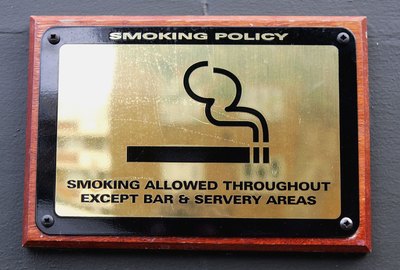 SMOKING POLICY
SMOKING ALLOWED THROUGHOUT
EXCEPT BAR & SERVERY AREAS